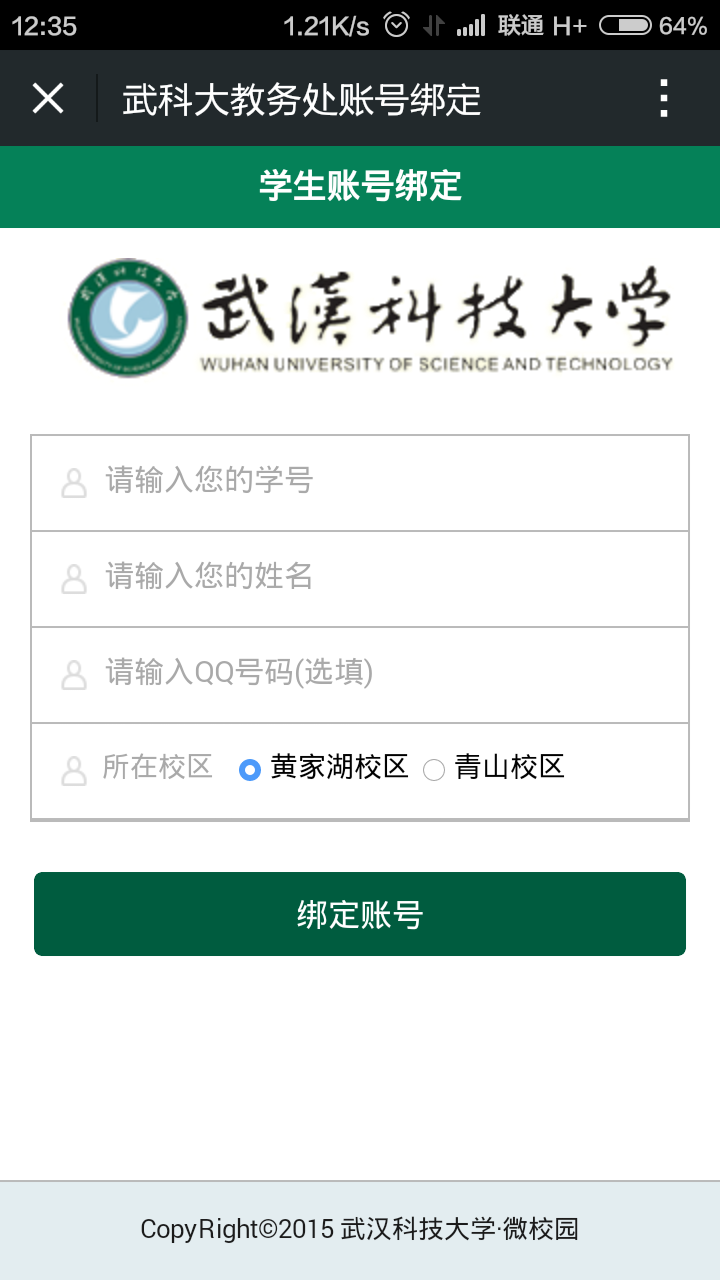 12:35 1.21K/s 联通 H+ 64%
武科大教务处账号绑定
学生账号绑定
武漢科技大学
WUHAN UNIVERSITY OF SCIENCE AND TECHNOLOGY
请输入您的学号
请输入您的姓名
请输入QQ号码(选填)
所在校区 黄家湖校区 青山校区
绑定账号
CopyRight©2015 武汉科技大学·微校园